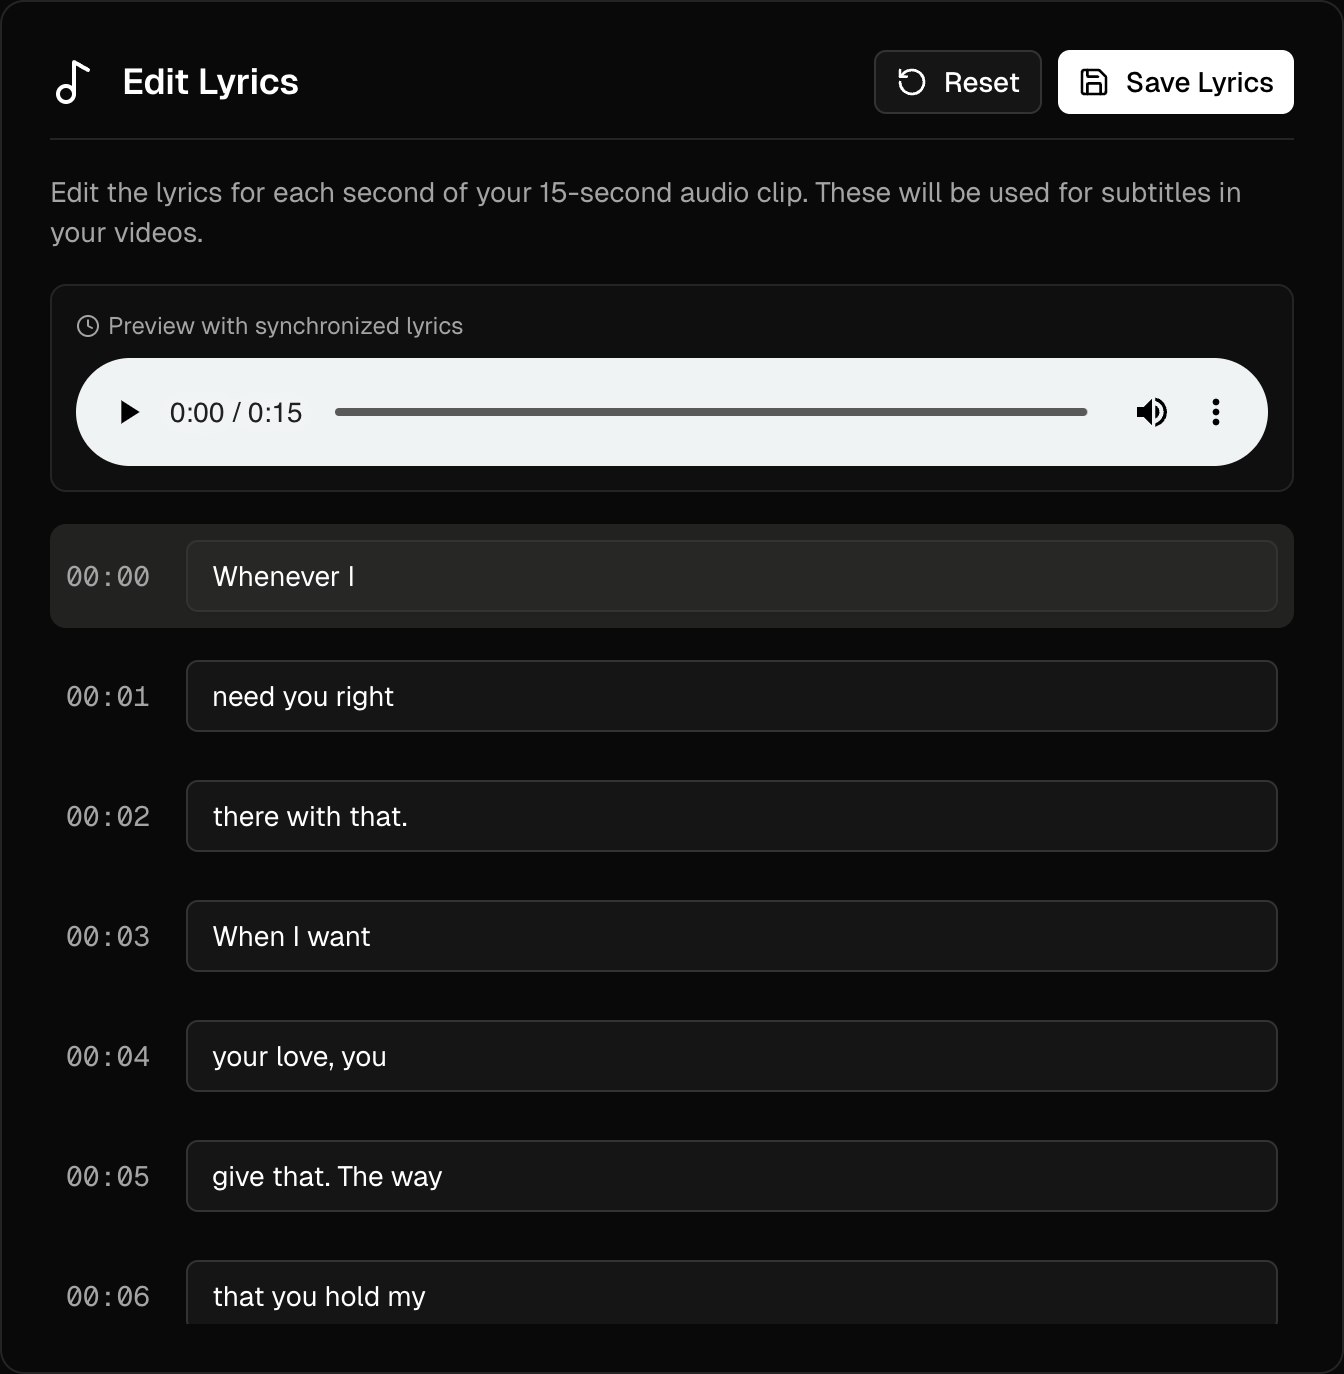 Edit Lyrics
Reset
Save Lyrics
Edit the lyrics for each second of your 15-second audio clip. These will be used for subtitles in
your videos.
Preview with synchronized lyrics
0:00 / 0:15
00:00 Whenever I
00:01 need you right
00:02 there with that.
00:03 When I want
00:04 your love, you
00:05 give that. The way
00:06 that you hold my